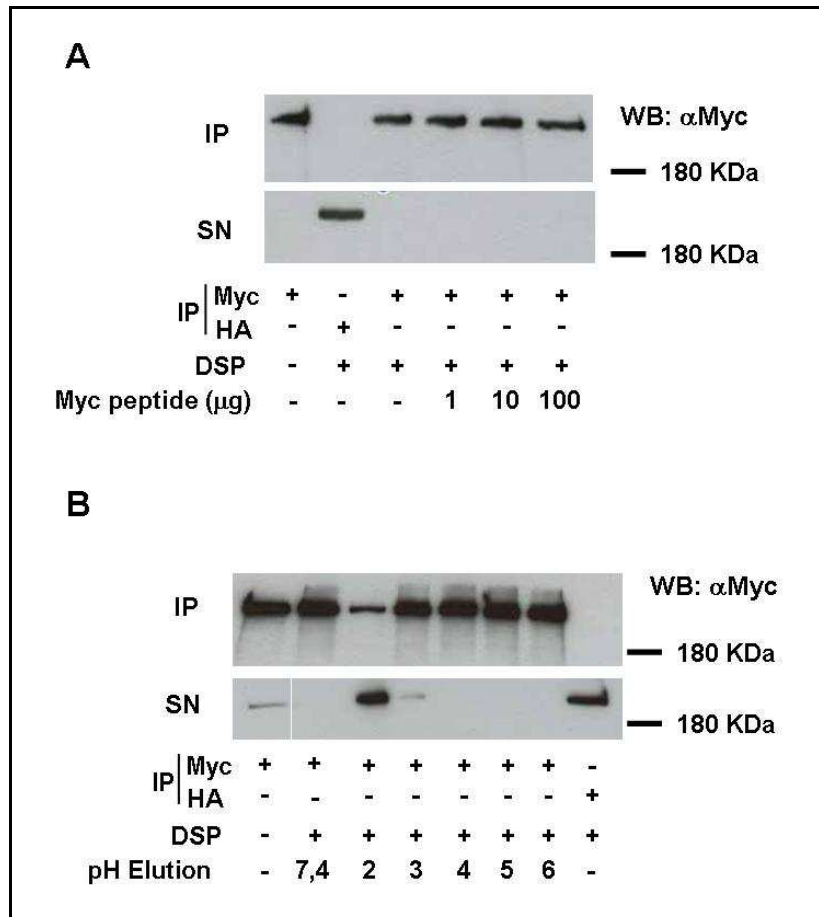 A
IP
WB: αMyc
180 KDa
SN
180 KDa
IP Myc + - + + + +
HA - + - - - -
DSP - + + + + +
Myc peptide (μg) - - - 1 10 100
B
IP
WB: αMyc
180 KDa
SN
180 KDa
IP Myc + + + + + + + -
HA - - - - - - - +
DSP - + + + + + + +
pH Elution - 7,4 2 3 4 5 6 -